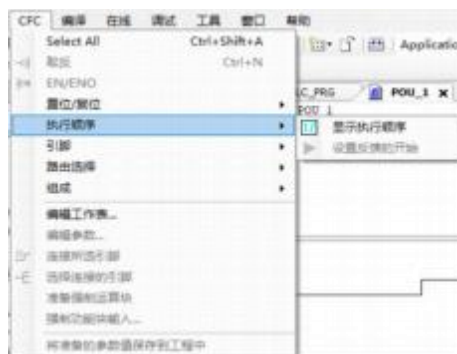 CFC 编译 在线 调试 工具 窗口 帮助
Select All Ctrl+Shift+A
取反 Ctrl+N
EN/ENO
置位/复位
执行顺序
引脚
路由选择
组成
编辑工作表...
编辑参数...
连接所选引脚
选择连接的引脚
准备强制运算块
强制功能块输入...
将准备的参数值保存到工程中
Applicatio
LC_PRG POU_1 x
POU_1
显示执行顺序
设置反馈的开始